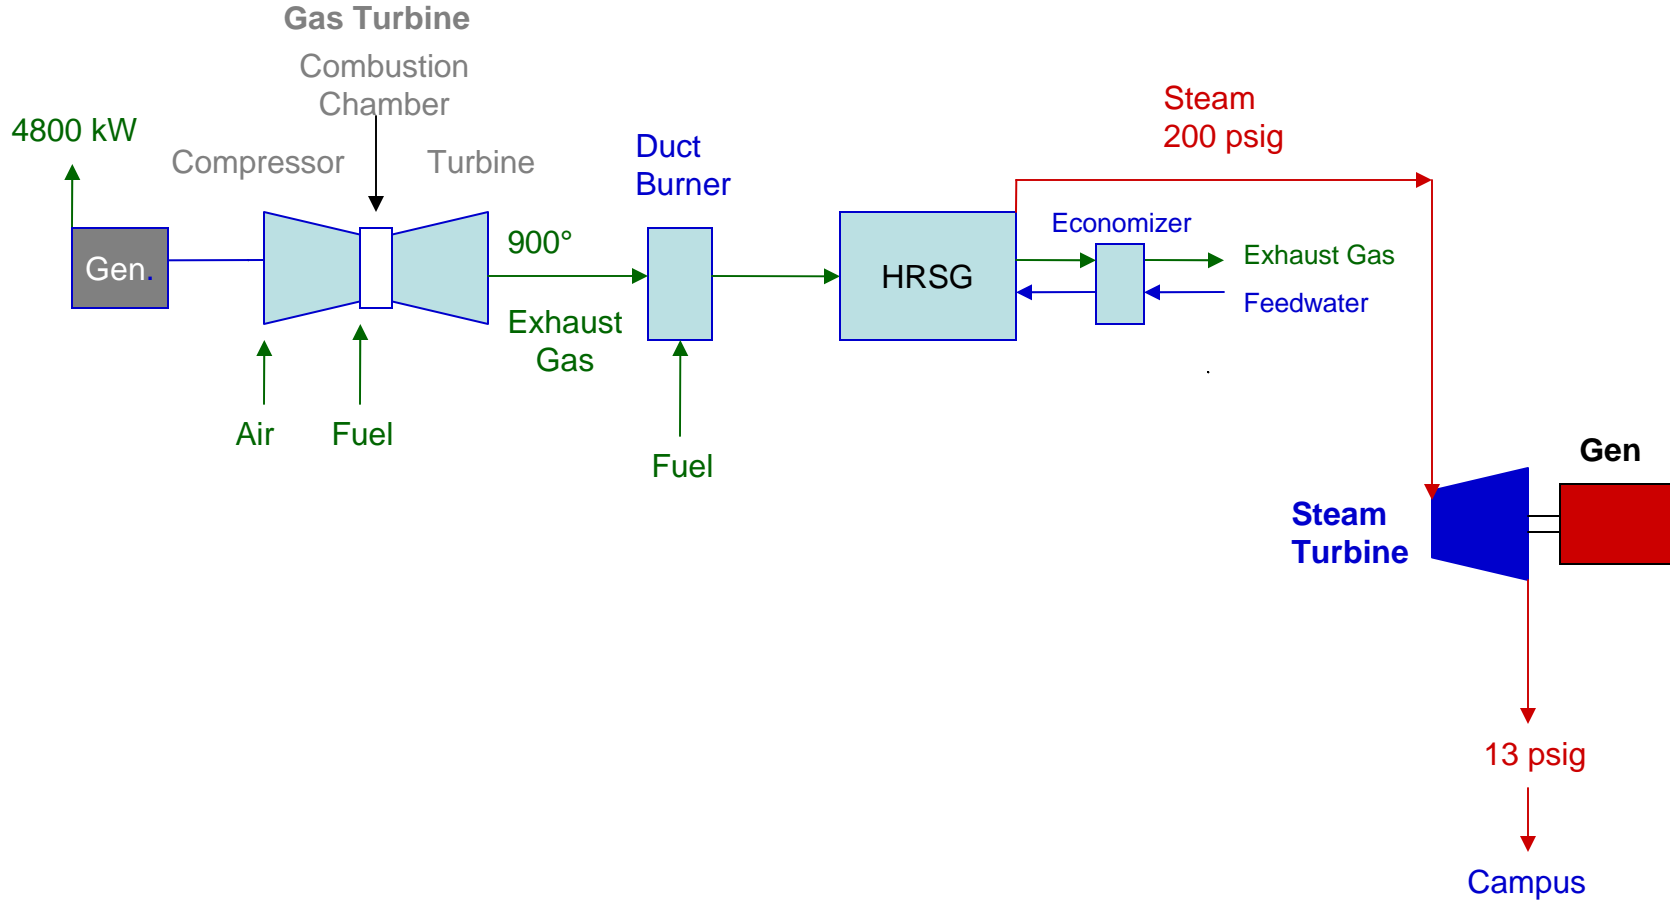 Gas Turbine
Combustion
Chamber
4800 kW
Compressor
Turbine
Duct
Burner
Steam
200 psig
Gen.
900°
Exhaust
Gas
HRSG
Economizer
Exhaust Gas
Feedwater
Air
Fuel
Fuel
Gen
Steam
Turbine
13 psig
Campus